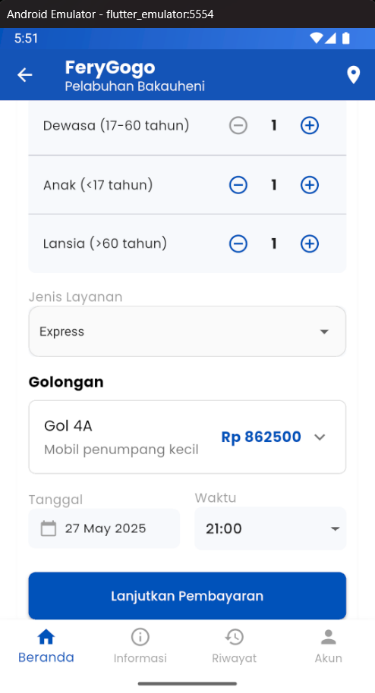 Android Emulator - flutter_emulator:5554
5:51
FeryGogo
Pelabuhan Bakauheni
Dewasa (17-60 tahun) 1
Anak (<17 tahun) 1
Lansia (>60 tahun) 1
Jenis Layanan
Express
Golongan
Gol 4A
Mobil penumpang kecil
Rp 862500
Tanggal
Waktu
27 May 2025
21:00
Lanjutkan Pembayaran
Beranda
Informasi
Riwayat
Akun